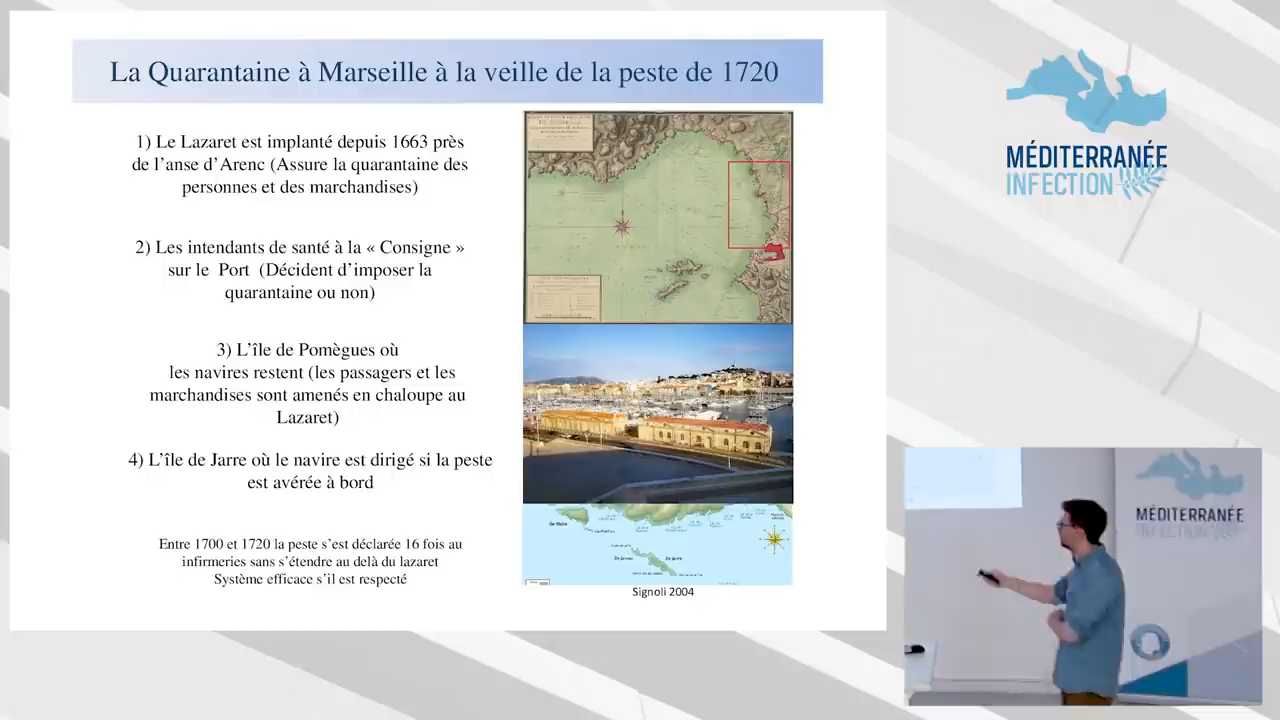 La Quarantaine à Marseille à la veille de la peste de 1720
1) Le Lazaret est implanté depuis 1663 près
de l'anse d'Arenc (Assure la quarantaine des
personnes et des marchandises)
2) Les intendants de santé à la « Consigne »
sur le Port (Décident d'imposer la
quarantaine ou non)
3) L'île de Pomègues où
les navires restent (les passagers et les
marchandises sont amenés en chaloupe au
Lazaret)
4) L'île de Jarre où le navire est dirigé si la peste
est avérée à bord
Entre 1700 et 1720 la peste s'est déclarée 16 fois au
infirmeries sans s'étendre au delà du lazaret
Système efficace s'il est respecté
Signoli 2004
MÉDITERRANÉE
INFECTION
MÉDITERRANÉE
INFECTION